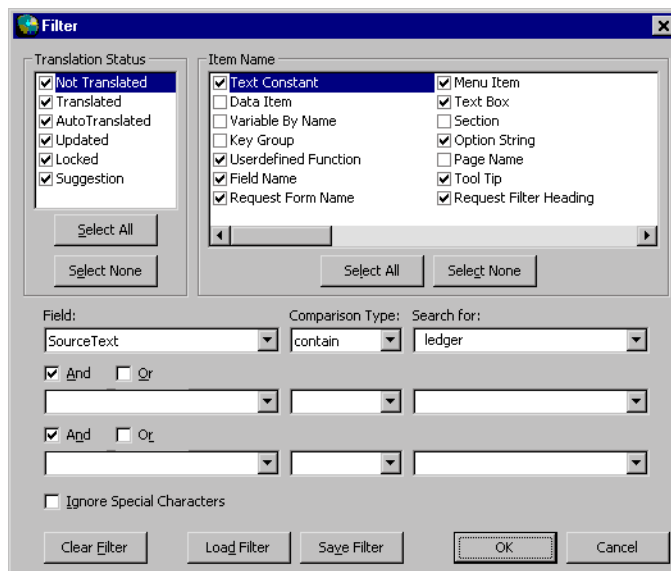 Filter
Translation Status
Not Translated
Translated
AutoTranslated
Updated
Locked
Suggestion
Select All
Select None
Item Name
Text Constant
Data Item
Variable By Name
Key Group
Userdefined Function
Field Name
Request Form Name
Menu Item
Text Box
Section
Option String
Page Name
Tool Tip
Request Filter Heading
Select All
Select None
Field: Comparison Type: Search for:
SourceText contain ledger
And Or
And Or
Ignore Special Characters
Clear Filter Load Filter Save Filter OK Cancel